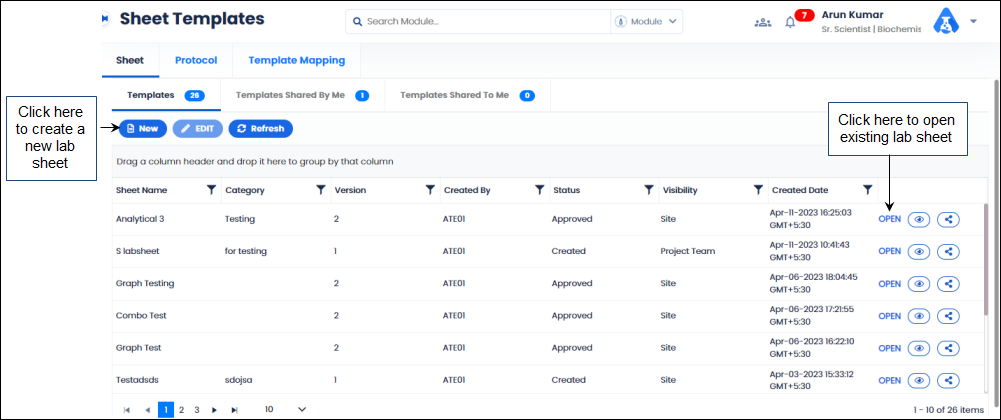 Sheet Templates
Search Module...
Module
7
Arun Kumar
Sr. Scientist | Biochemis
Sheet
Protocol
Template Mapping
Templates 26
Templates Shared By Me 1
Templates Shared To Me 0
Click here
to create a
new lab
sheet
New
EDIT
Refresh
Click here to open
existing lab sheet
Drag a column header and drop it here to group by that column
Sheet Name Category Version Created By Status Visibility Created Date
Analytical 3 Testing 2 ATE01 Approved Site Apr-11-2023 16:25:03 OPEN
GMT+5:30
S labsheet for testing 1 ATE01 Created Project Team Apr-11-2023 10:41:43 OPEN
GMT+5:30
Graph Testing 2 ATE01 Approved Site Apr-06-2023 18:04:45 OPEN
GMT+5:30
Combo Test 2 ATE01 Approved Site Apr-06-2023 17:21:55 OPEN
GMT+5:30
Graph Test 2 ATE01 Approved Site Apr-06-2023 16:22:10 OPEN
GMT+5:30
Testadsds sdojsa 1 ATE01 Created Site Apr-03-2023 15:33:12 OPEN
GMT+5:30
1 2 3 10
1 - 10 of 26 items